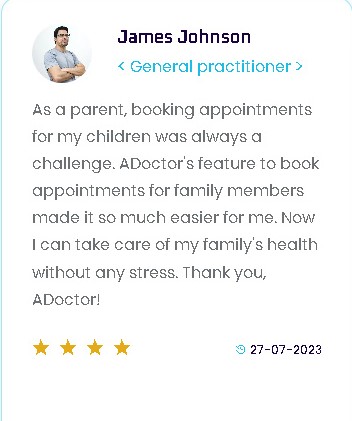 James Johnson
< General practitioner >
As a parent, booking appointments
for my children was always a
challenge. ADoctor's feature to book
appointments for family members
made it so much easier for me. Now
I can take care of my family's health
without any stress. Thank you,
ADoctor!
27-07-2023